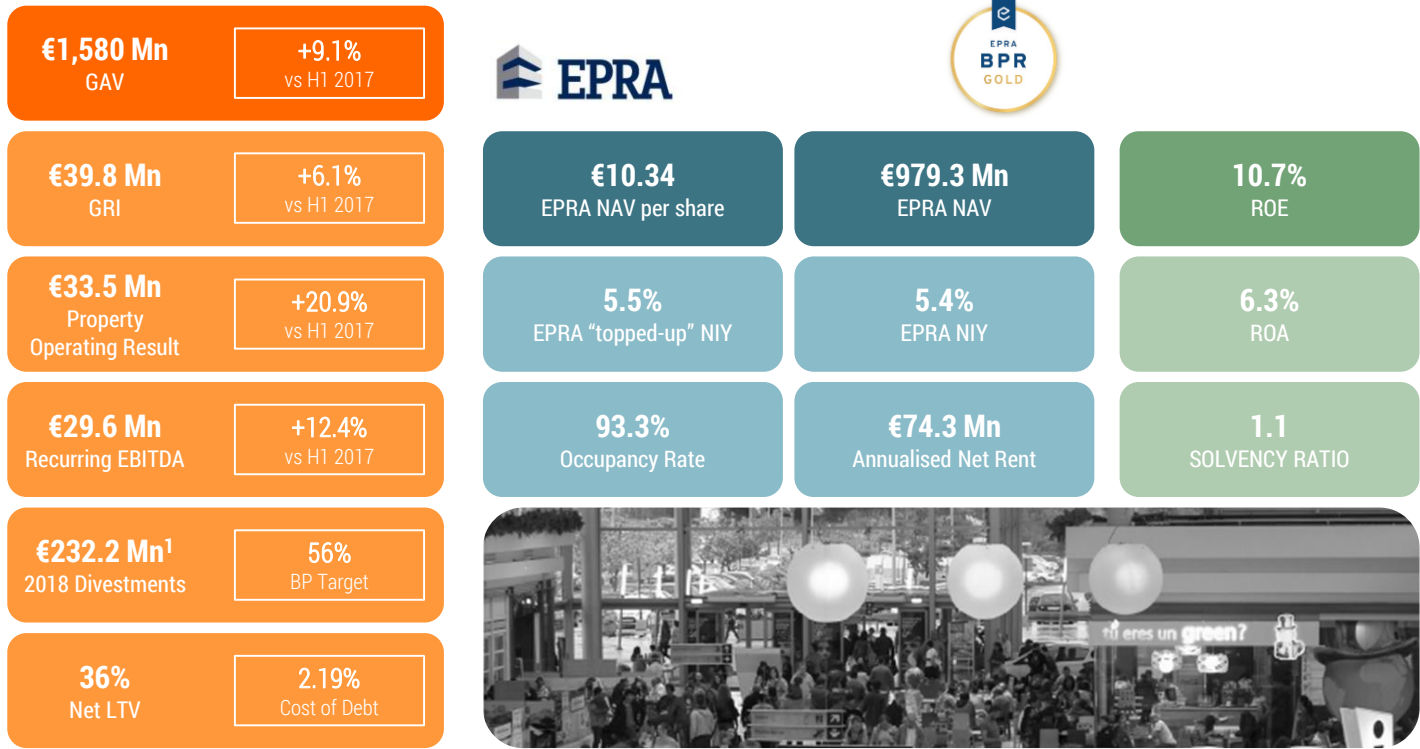 €1,580 Mn
GAV
+9.1%
vs H1 2017
€39.8 Mn
GRI
+6.1%
vs H1 2017
€33.5 Mn
Property
Operating Result
+20.9%
vs H1 2017
€29.6 Mn
Recurring EBITDA
+12.4%
vs H1 2017
€232.2 Mn¹
2018 Divestments
56%
BP Target
36%
Net LTV
2.19%
Cost of Debt
EPRA
EPRA
BPR
GOLD
€10.34
EPRA NAV per share
€979.3 Mn
EPRA NAV
10.7%
ROE
5.5%
EPRA “topped-up” NIY
5.4%
EPRA NIY
6.3%
ROA
93.3%
Occupancy Rate
€74.3 Mn
Annualised Net Rent
1.1
SOLVENCY RATIO
tú eres un green?